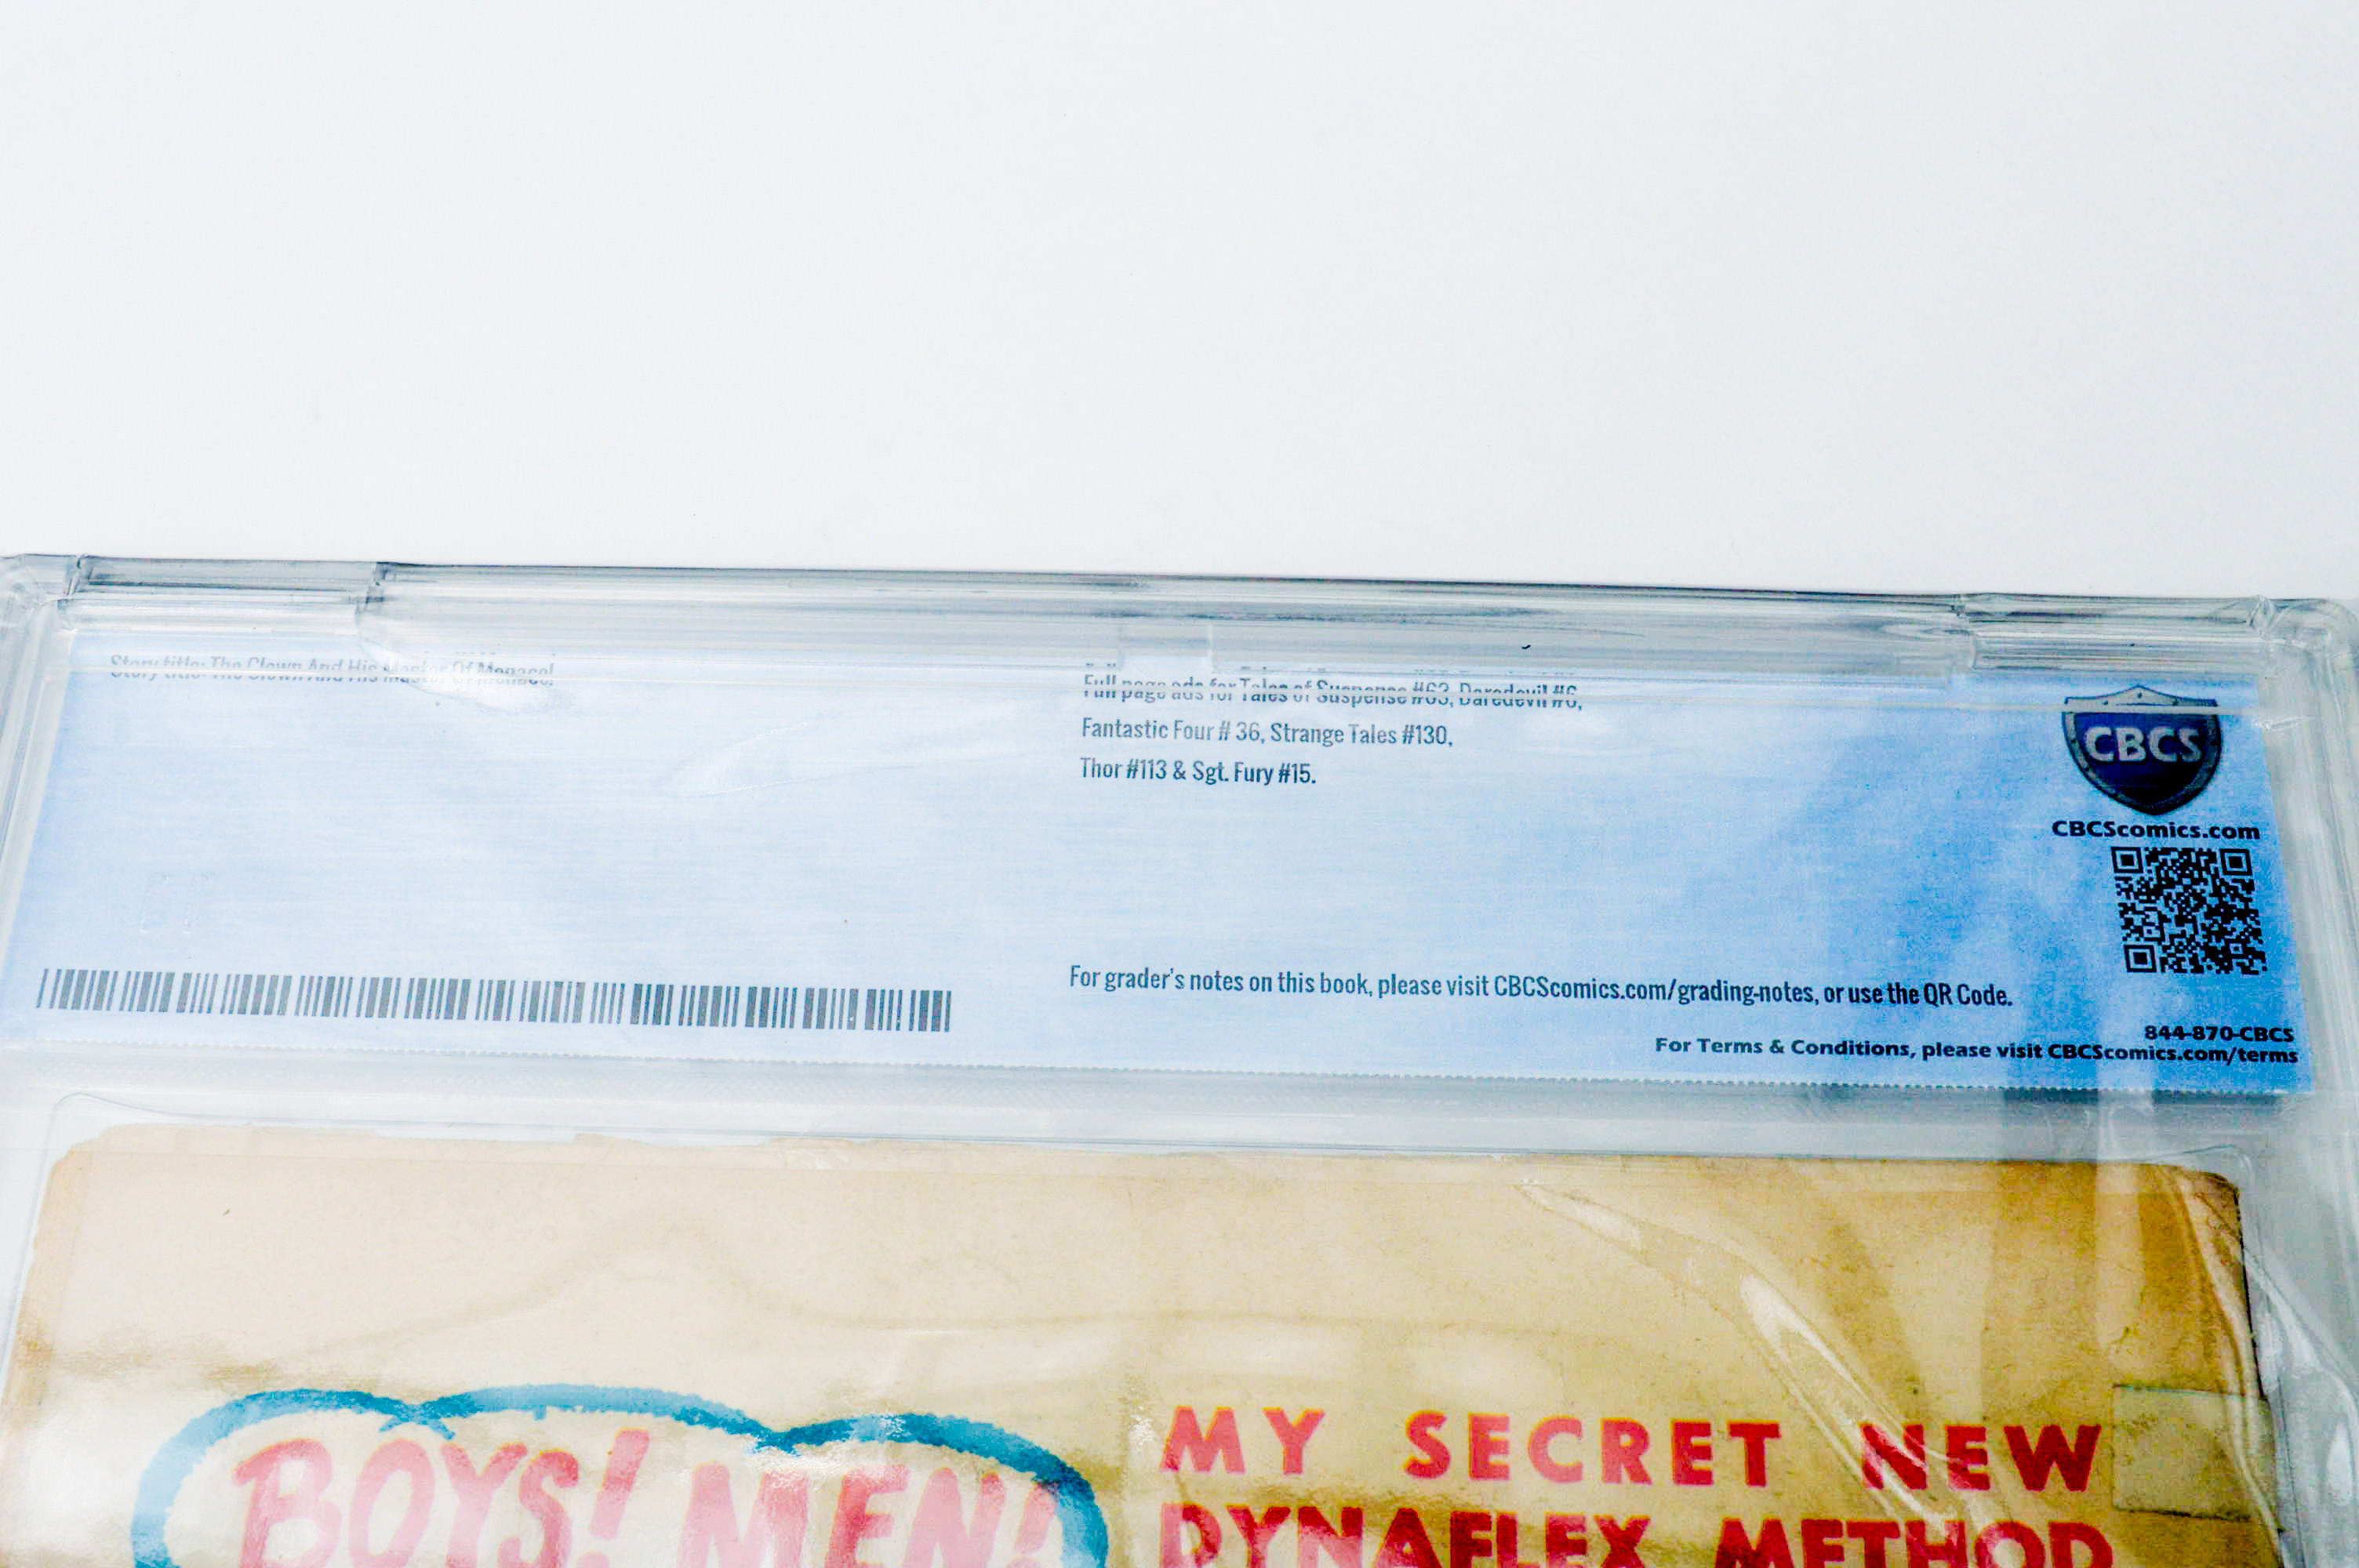 Story title: The Clown And His Master Of Menace!
Full page ads for Tales of Suspense #63, Daredevil #6,
Fantastic Four # 36, Strange Tales #130,
Thor #113 & Sgt. Fury #15.
CBCS
CBCScomics.com
For grader's notes on this book, please visit CBCScomics.com/grading-notes, or use the QR Code.
844-870-CBCS
For Terms & Conditions, please visit CBCScomics.com/terms
BOYS! MEN!
MY SECRET NEW
DYNAFLEX METHOD